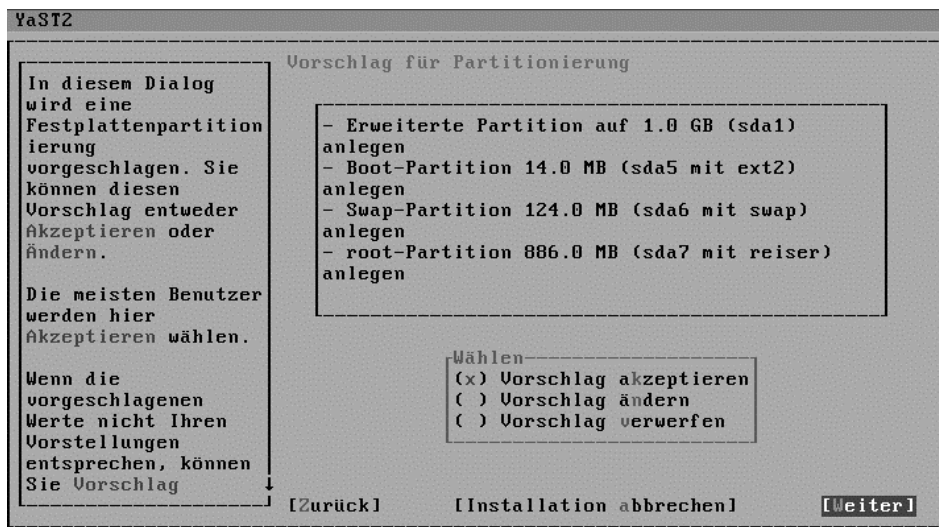 YaST2
In diesem Dialog
wird eine
Festplattenpartition
ierung
vorgeschlagen. Sie
können diesen
Vorschlag entweder
Akzeptieren oder
Ändern.
Die meisten Benutzer
werden hier
Akzeptieren wählen.
Wenn die
vorgeschlagenen
Werte nicht Ihren
Vorstellungen
entsprechen, können
Sie Vorschlag
Vorschlag für Partitionierung
- Erweiterte Partition auf 1.0 GB (sda1)
anlegen
- Boot-Partition 14.0 MB (sda5 mit ext2)
anlegen
- Swap-Partition 124.0 MB (sda6 mit swap)
anlegen
- root-Partition 886.0 MB (sda7 mit reiser)
anlegen
Wählen
(x) Vorschlag akzeptieren
( ) Vorschlag ändern
( ) Vorschlag verwerfen
[Zurück] [Installation abbrechen] [Weiter]